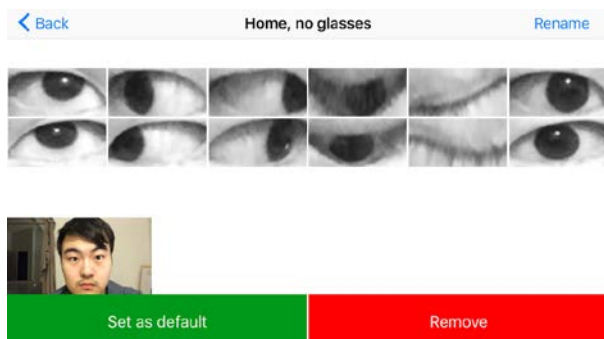 Back
Home, no glasses
Rename
Set as default
Remove